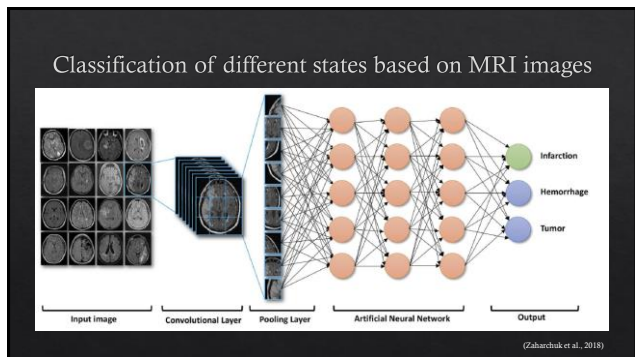 Classification of different states based on MRI images
Infarction
Hemorrhage
Tumor
Input image
Convolutional Layer
Pooling Layer
Artificial Neural Network
Output
(Zaharchuk et al., 2018)